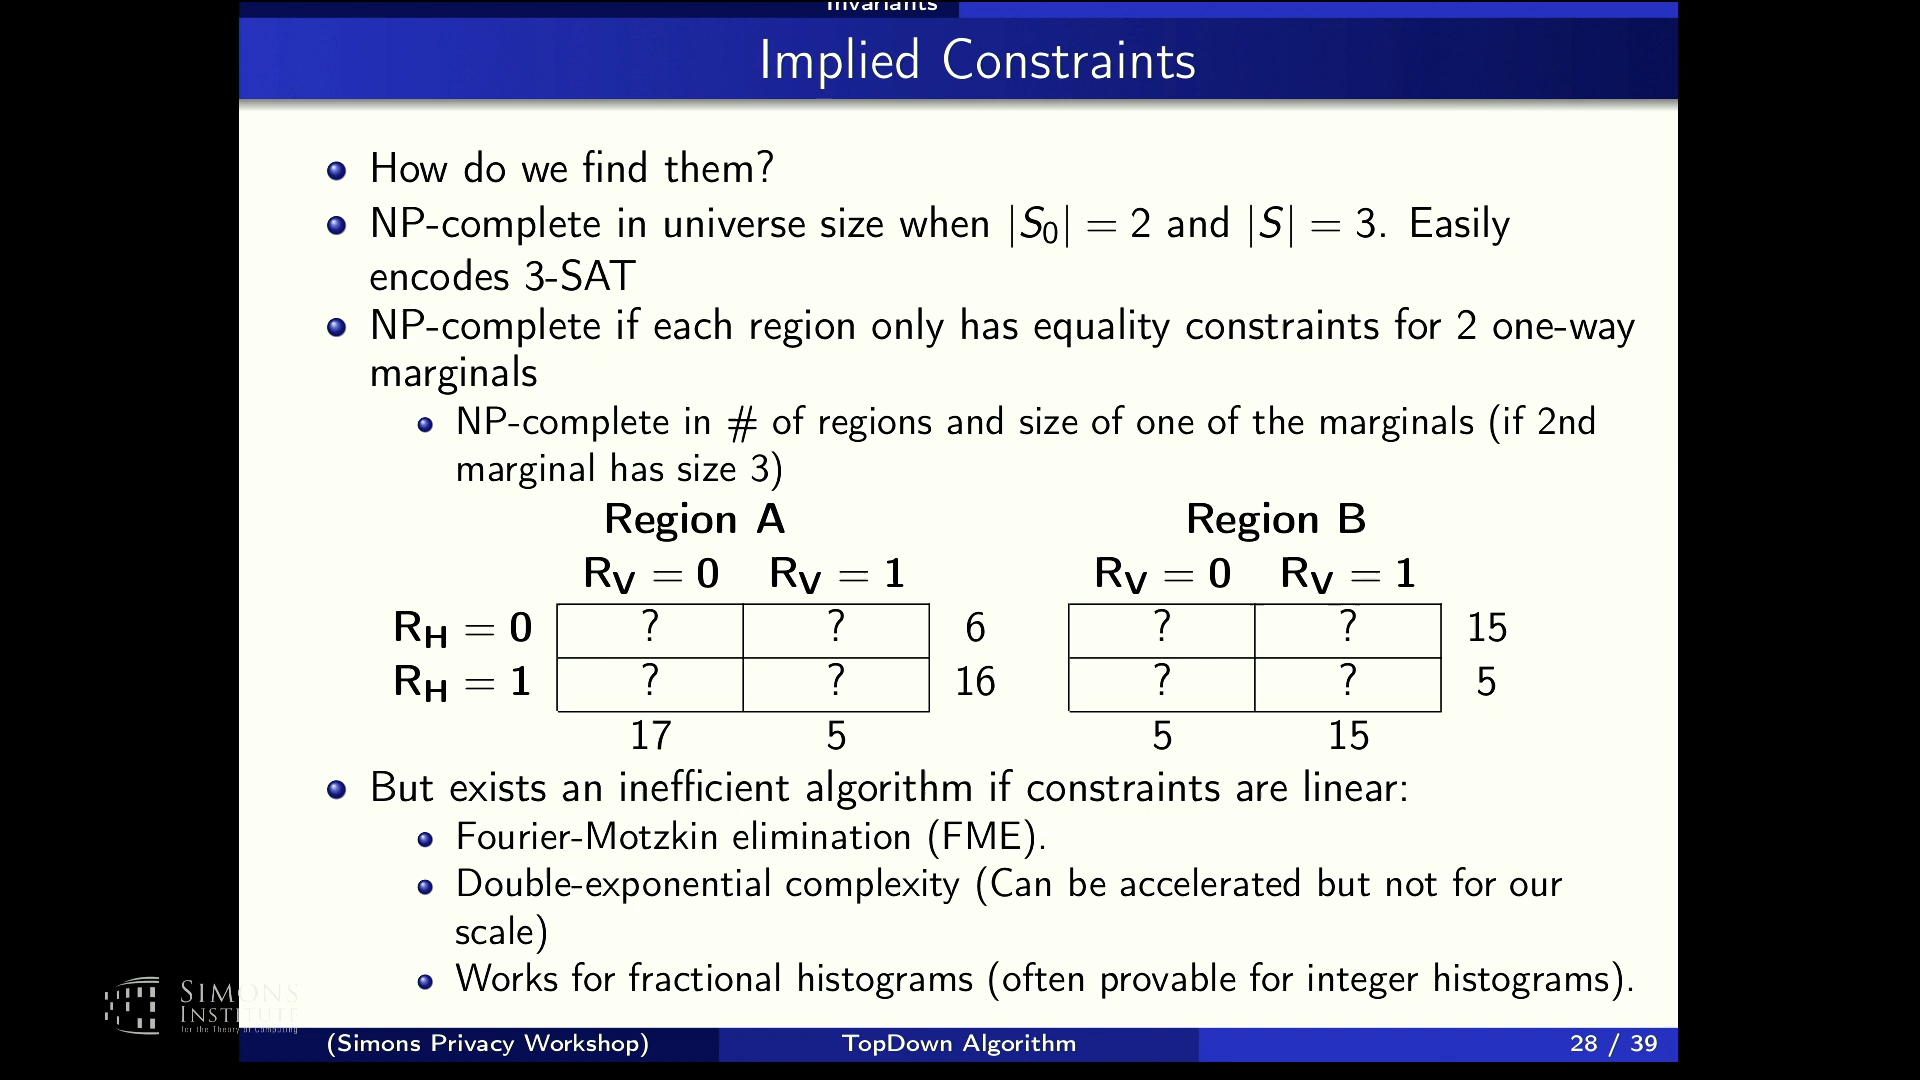 Invariants
Implied Constraints
How do we find them?
NP-complete in universe size when |S₀| = 2 and |S| = 3. Easily
encodes 3-SAT
NP-complete if each region only has equality constraints for 2 one-way
marginals
NP-complete in # of regions and size of one of the marginals (if 2nd
marginal has size 3)
Region A Region B
R_V = 0 R_V = 1 R_V = 0 R_V = 1
R_H = 0 ? ? 6 ? ? 15
R_H = 1 ? ? 16 ? ? 5
17 5 5 15
But exists an inefficient algorithm if constraints are linear:
Fourier-Motzkin elimination (FME).
Double-exponential complexity (Can be accelerated but not for our
scale)
Works for fractional histograms (often provable for integer histograms).
SIMONS
INSTITUTE
for the Theory of Computing
(Simons Privacy Workshop) TopDown Algorithm 28 / 39